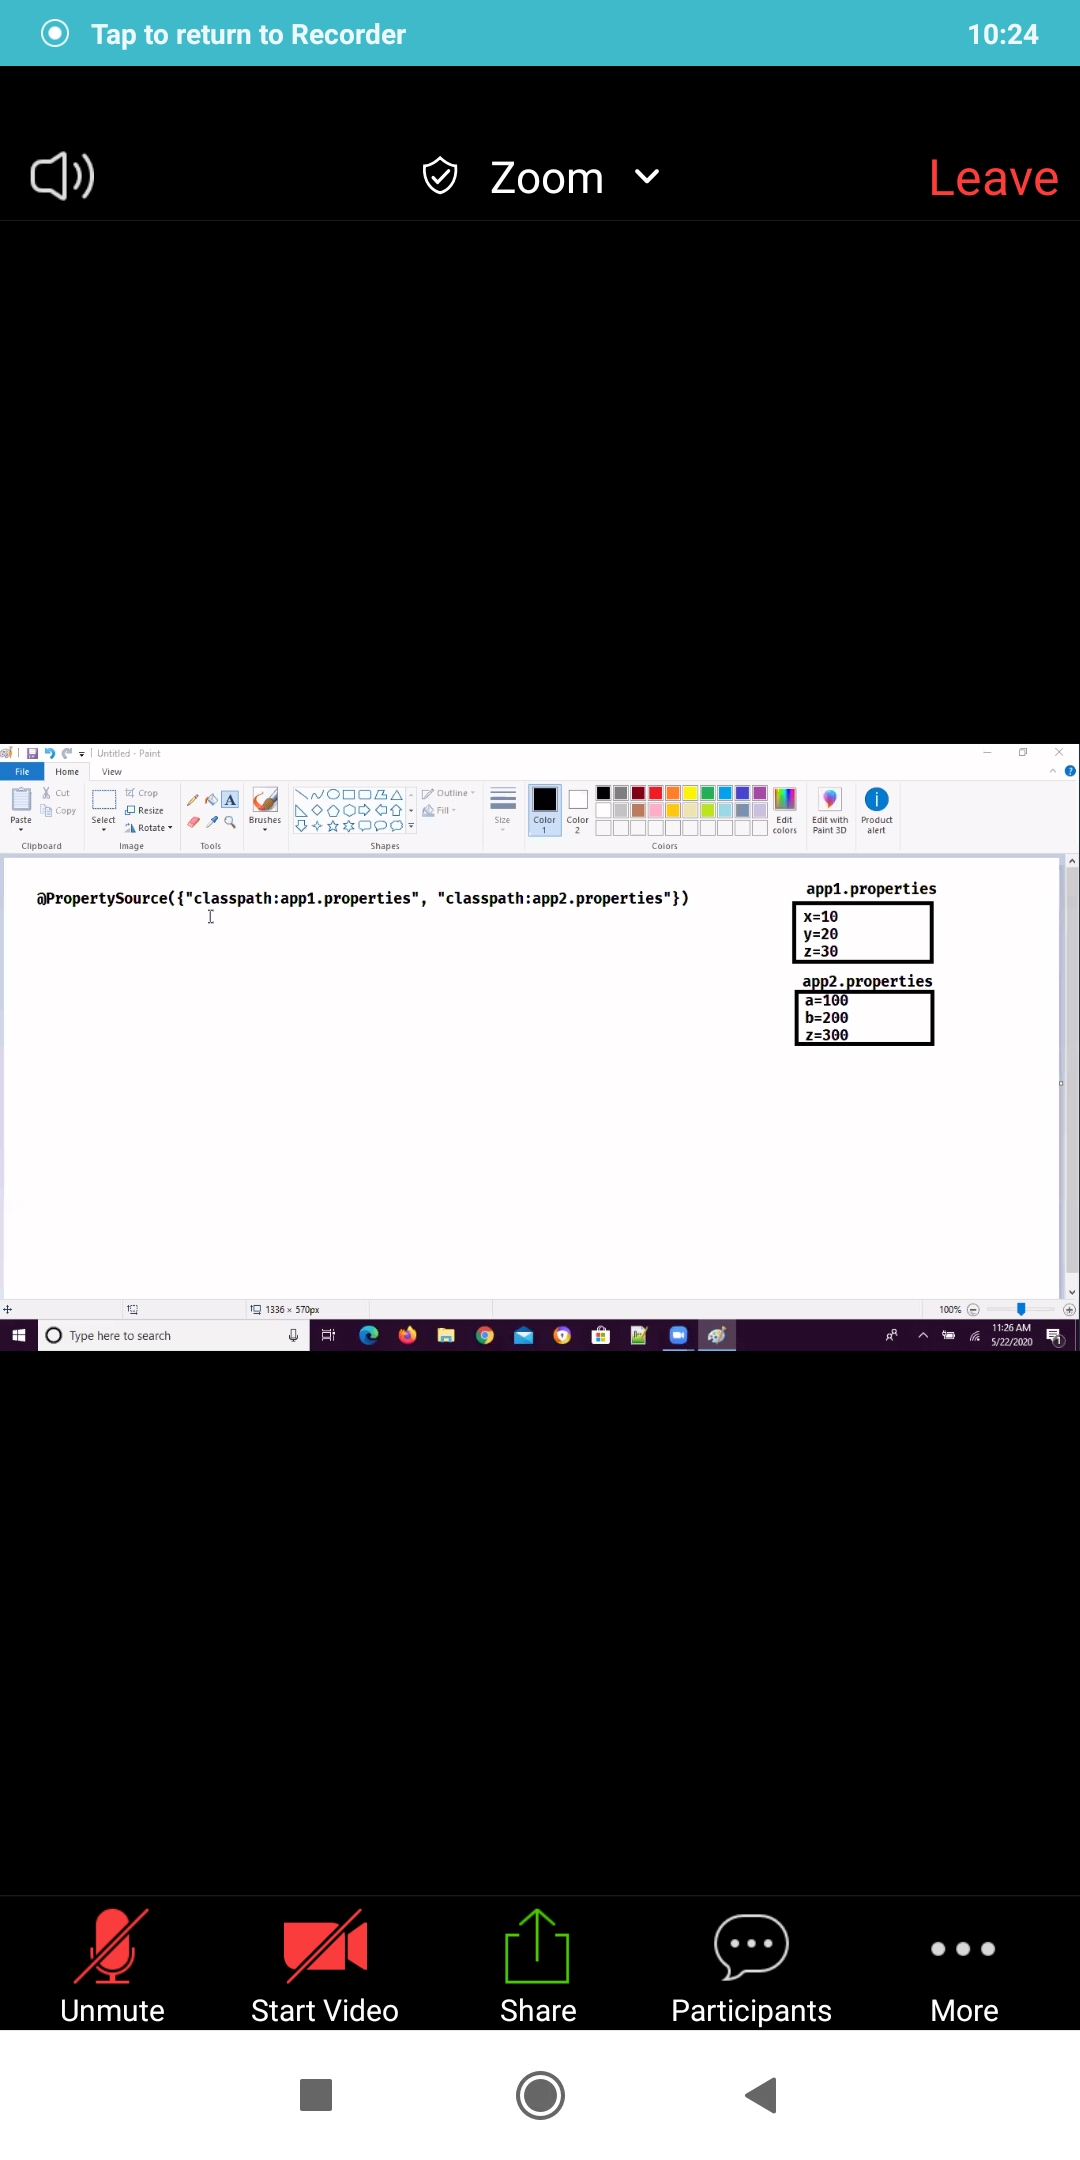 Tap to return to Recorder
10:24
Zoom
Leave
Untitled - Paint
File
Home
View
Cut
Copy
Paste
Clipboard
Crop
Resize
Rotate
Select
Image
A
Tools
Brushes
Outline
Fill
Shapes
Size
Color
1
Color
2
Edit
colors
Colors
Edit with
Paint 3D
Product
alert
@PropertySource({"classpath:app1.properties", "classpath:app2.properties"})
app1.properties
x=10
y=20
z=30
app2.properties
a=100
b=200
z=300
1336 × 570px
100%
Type here to search
11:26 AM
5/22/2020
1
Unmute
Start Video
Share
Participants
More